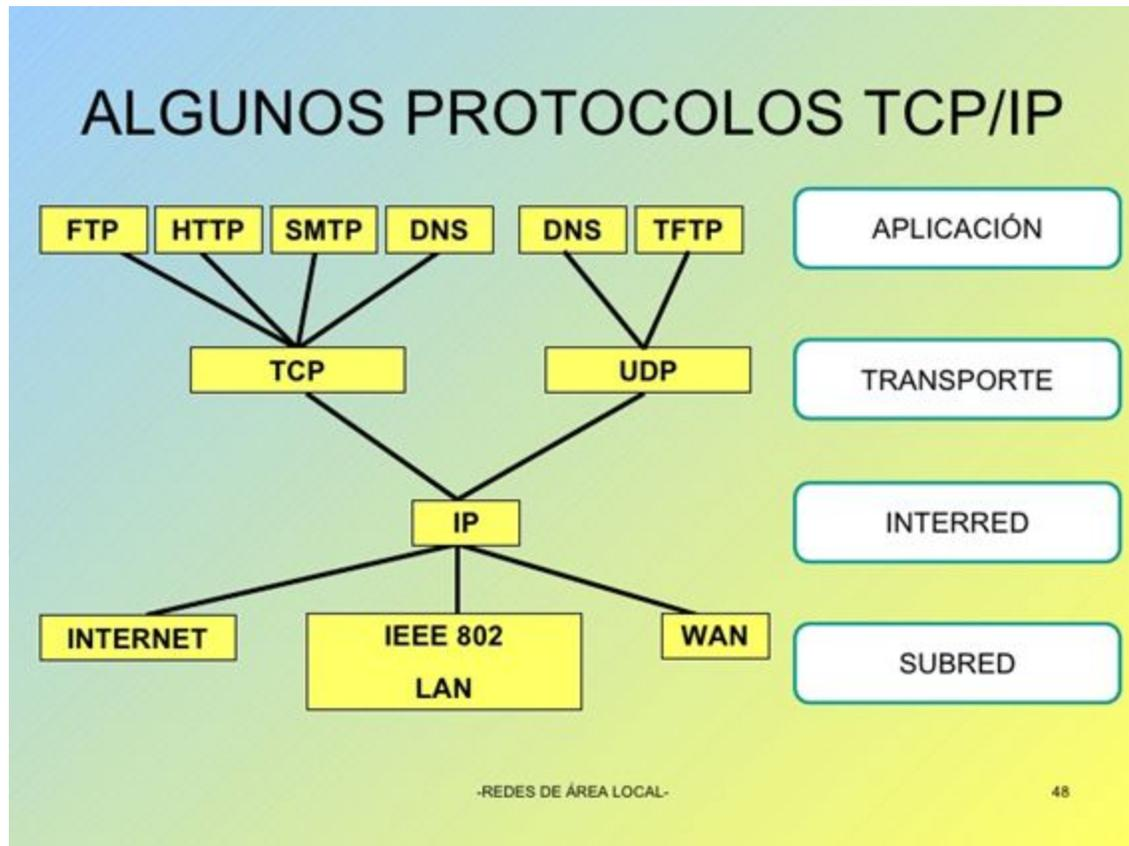 ALGUNOS PROTOCOLOS TCP/IP
FTP HTTP SMTP DNS DNS TFTP APLICACIÓN
TCP UDP TRANSPORTE
IP INTERRED
INTERNET IEEE 802 WAN
LAN
SUBRED
-REDES DE ÁREA LOCAL- 48